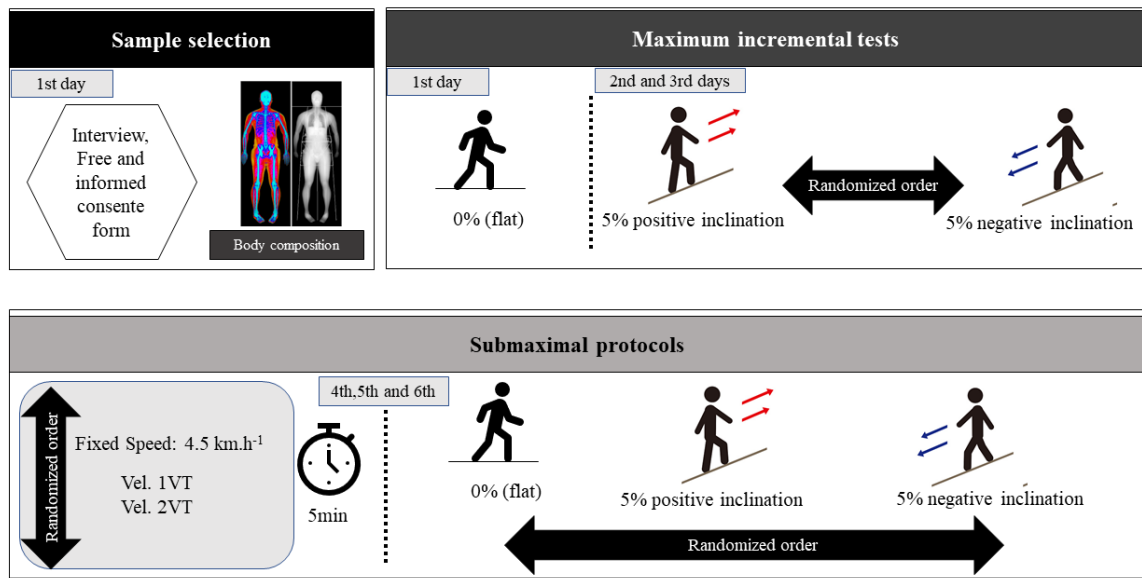 Sample selection
1st day
Interview,
Free and
informed
consente
form
Body composition
Maximum incremental tests
1st day
2nd and 3rd days
0% (flat)
5% positive inclination
Randomized order
5% negative inclination
Submaximal protocols
Randomized order
Fixed Speed: 4.5 km.h⁻¹
Vel. 1VT
Vel. 2VT
4th,5th and 6th
5min
0% (flat)
5% positive inclination
5% negative inclination
Randomized order